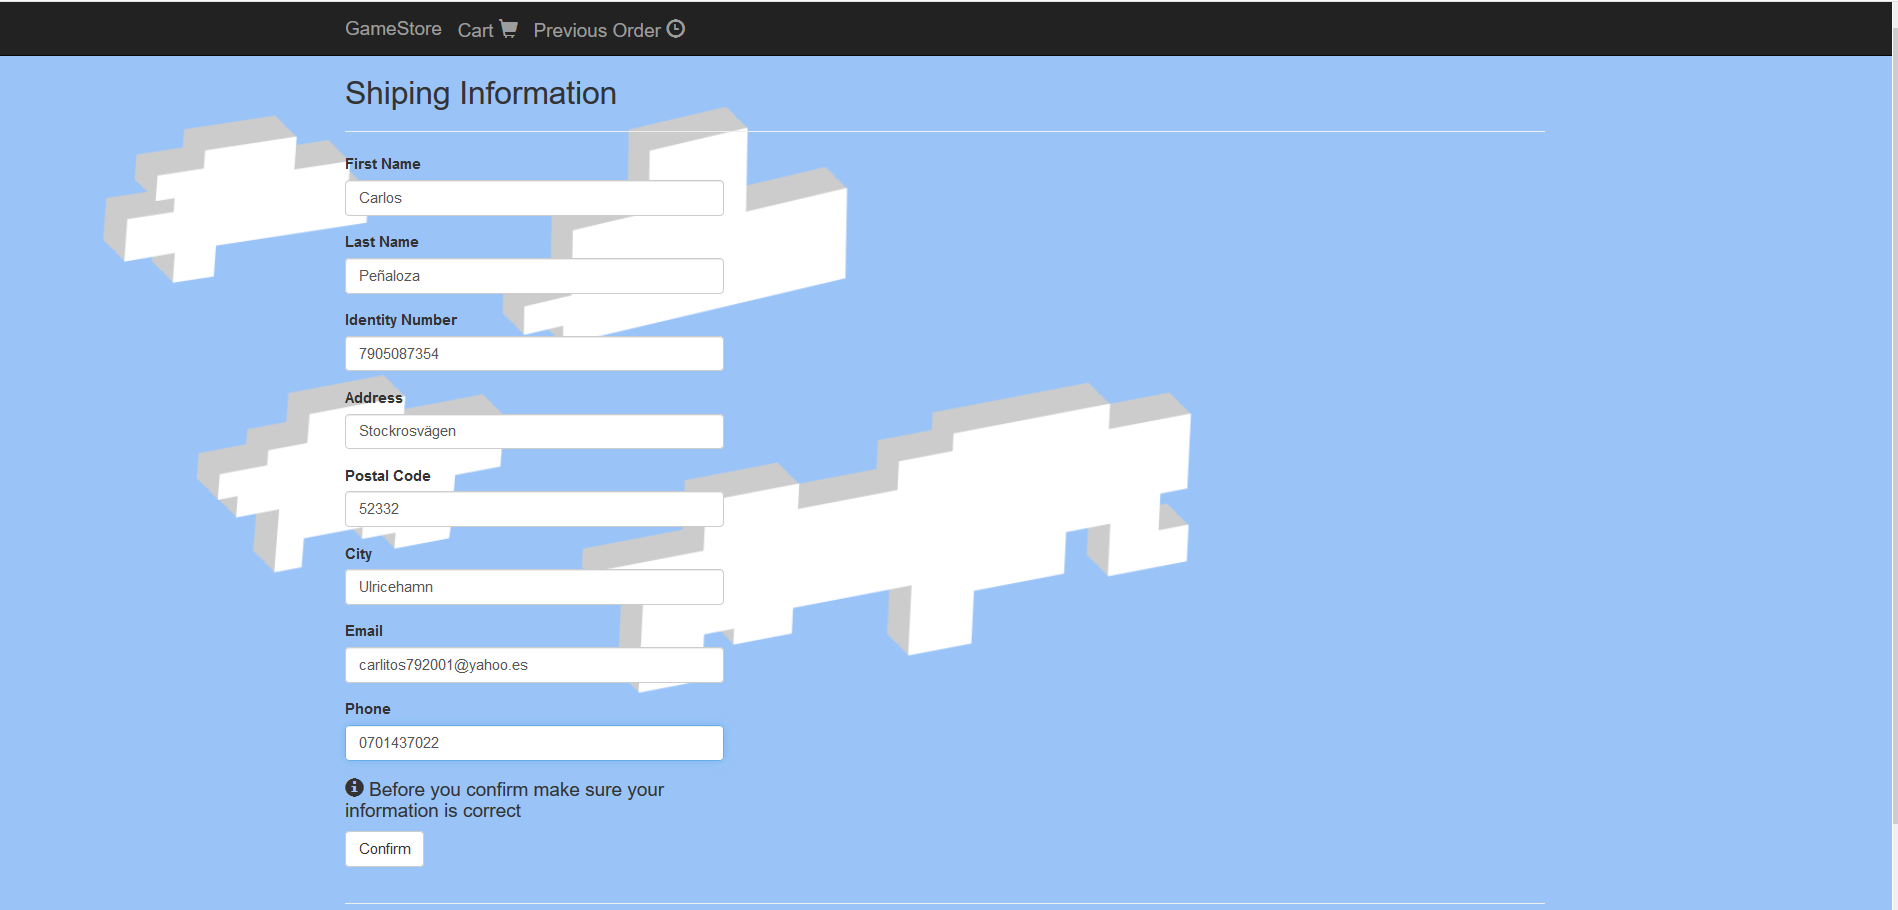 GameStore Cart Previous Order
Shiping Information
First Name
Carlos
Last Name
Peñaloza
Identity Number
7905087354
Address
Stockrosvägen
Postal Code
52332
City
Ulricehamn
Email
carlitos792001@yahoo.es
Phone
0701437022
Before you confirm make sure your
information is correct
Confirm